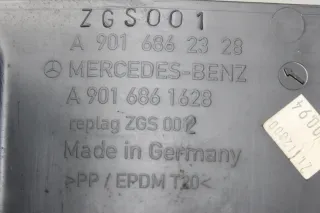 ZGS001
A 901 686 23 28
MERCEDES-BENZ
A 901 686 1628
replag ZGS 002
Made in Germany
>PP / EPDM T20<